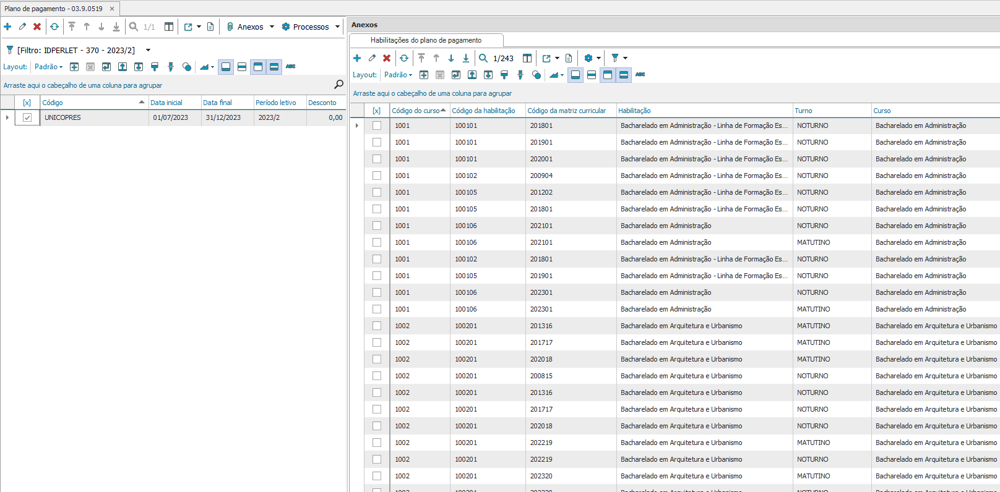 Plano de pagamento - 03.9.0519
1/1 Anexos Processos
[Filtro: IDPERLET - 370 - 2023/2]
Layout: Padrão ABC
Arraste aqui o cabeçalho de uma coluna para agrupar
[x] Código Data inicial Data final Período letivo Desconto
UNICOPRES 01/07/2023 31/12/2023 2023/2 0,00
Anexos
Habilitações do plano de pagamento
1/243
Layout: Padrão ABC
Arraste aqui o cabeçalho de uma coluna para agrupar
[x] Código do curso Código da habilitação Código da matriz curricular Habilitação Turno Curso
1001 100101 201801 Bacharelado em Administração - Linha de Formação Es... NOTURNO Bacharelado em Administração
1001 100101 201901 Bacharelado em Administração - Linha de Formação Es... NOTURNO Bacharelado em Administração
1001 100101 202001 Bacharelado em Administração - Linha de Formação Es... NOTURNO Bacharelado em Administração
1001 100102 200904 Bacharelado em Administração - Linha de Formação Es... NOTURNO Bacharelado em Administração
1001 100105 201202 Bacharelado em Administração - Linha de Formação Es... NOTURNO Bacharelado em Administração
1001 100105 201801 Bacharelado em Administração - Linha de Formação Es... NOTURNO Bacharelado em Administração
1001 100106 202101 Bacharelado em Administração NOTURNO Bacharelado em Administração
1001 100106 202101 Bacharelado em Administração MATUTINO Bacharelado em Administração
1001 100102 201801 Bacharelado em Administração - Linha de Formação Es... NOTURNO Bacharelado em Administração
1001 100105 201901 Bacharelado em Administração - Linha de Formação Es... NOTURNO Bacharelado em Administração
1001 100106 202301 Bacharelado em Administração NOTURNO Bacharelado em Administração
1001 100106 202301 Bacharelado em Administração MATUTINO Bacharelado em Administração
1002 100201 201316 Bacharelado em Arquitetura e Urbanismo MATUTINO Bacharelado em Arquitetura e Urbanismo
1002 100201 201717 Bacharelado em Arquitetura e Urbanismo MATUTINO Bacharelado em Arquitetura e Urbanismo
1002 100201 202018 Bacharelado em Arquitetura e Urbanismo MATUTINO Bacharelado em Arquitetura e Urbanismo
1002 100201 200815 Bacharelado em Arquitetura e Urbanismo NOTURNO Bacharelado em Arquitetura e Urbanismo
1002 100201 201316 Bacharelado em Arquitetura e Urbanismo NOTURNO Bacharelado em Arquitetura e Urbanismo
1002 100201 201717 Bacharelado em Arquitetura e Urbanismo NOTURNO Bacharelado em Arquitetura e Urbanismo
1002 100201 202018 Bacharelado em Arquitetura e Urbanismo NOTURNO Bacharelado em Arquitetura e Urbanismo
1002 100201 202219 Bacharelado em Arquitetura e Urbanismo MATUTINO Bacharelado em Arquitetura e Urbanismo
1002 100201 202219 Bacharelado em Arquitetura e Urbanismo NOTURNO Bacharelado em Arquitetura e Urbanismo
1002 100201 202320 Bacharelado em Arquitetura e Urbanismo MATUTINO Bacharelado em Arquitetura e Urbanismo